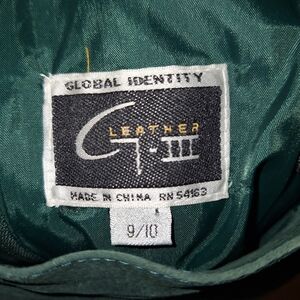 GLOBAL IDENTITY
LEATHER
G-III
MADE IN CHINA RN 54163
9/10